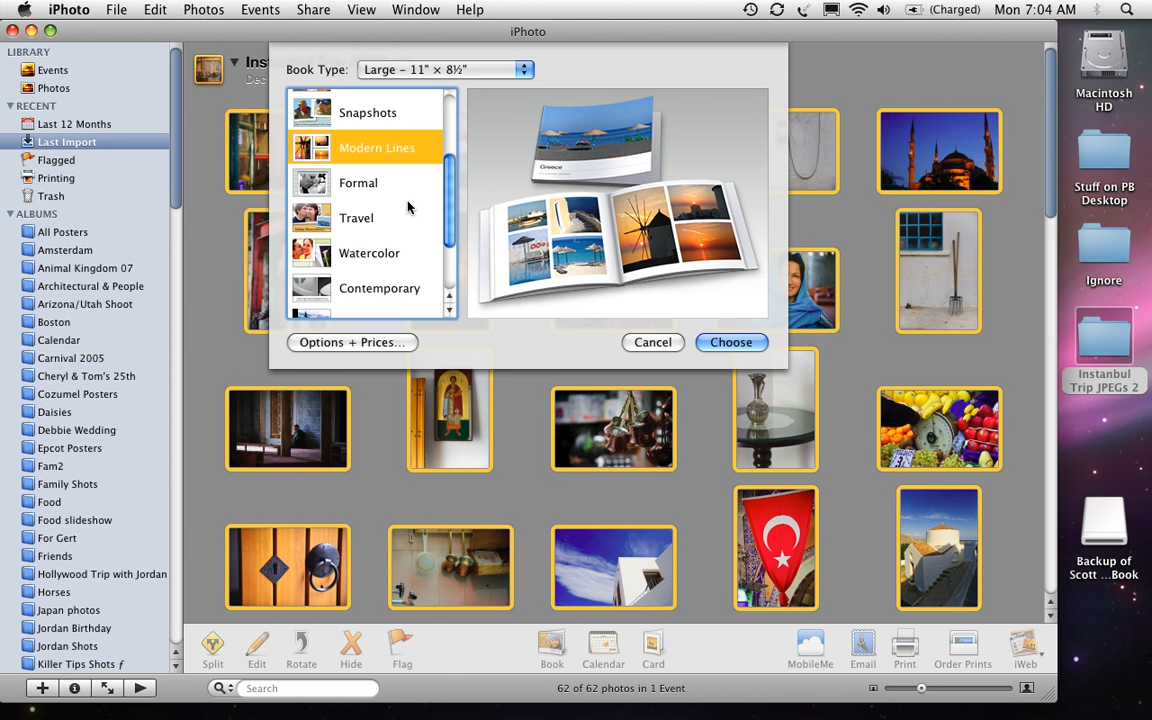 iPhoto File Edit Photos Events Share View Window Help (Charged) Mon 7:04 AM
iPhoto
LIBRARY
Events
Photos
RECENT
Last 12 Months
Last Import
Flagged
Printing
Trash
ALBUMS
All Posters
Amsterdam
Animal Kingdom 07
Architectural & People
Arizona/Utah Shoot
Boston
Calendar
Carnival 2005
Cheryl & Tom's 25th
Cozumel Posters
Daisies
Debbie Wedding
Epcot Posters
Fam2
Family Shots
Food
Food slideshow
For Gert
Friends
Hollywood Trip with Jordan
Horses
Japan photos
Jordan Birthday
Jordan Shots
Killer Tips Shots ƒ
Book Type: Large – 11" × 8½"
Snapshots
Modern Lines
Formal
Travel
Watercolor
Contemporary
Greece
Options + Prices... Cancel Choose
Split Edit Rotate Hide Flag Book Calendar Card MobileMe Email Print Order Prints iWeb
Search 62 of 62 photos in 1 Event
Macintosh
HD
Stuff on PB
Desktop
Ignore
Instanbul
Trip JPEGs 2
Backup of
Scott ...Book